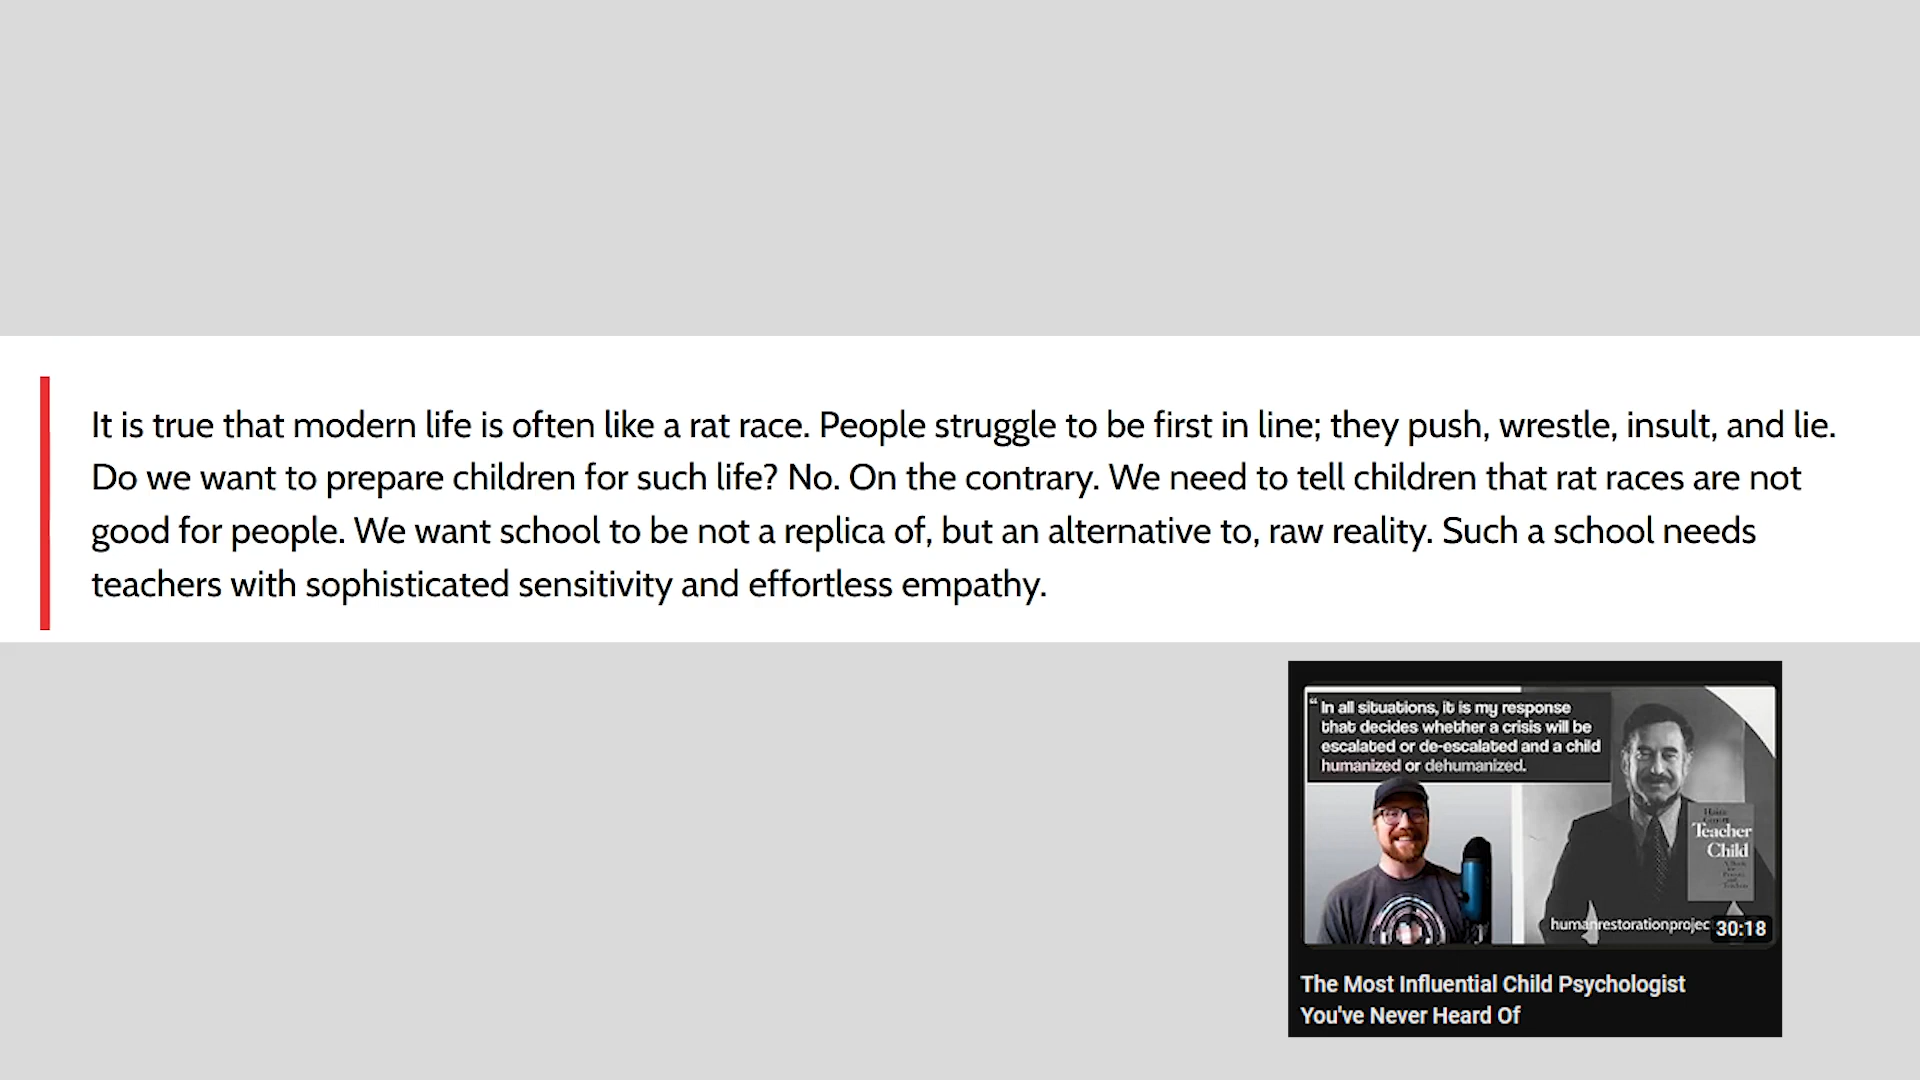 It is true that modern life is often like a rat race. People struggle to be first in line; they push, wrestle, insult, and lie.
Do we want to prepare children for such life? No. On the contrary. We need to tell children that rat races are not
good for people. We want school to be not a replica of, but an alternative to, raw reality. Such a school needs
teachers with sophisticated sensitivity and effortless empathy.
“In all situations, it is my response
that decides whether a crisis will be
escalated or de-escalated and a child
humanized or dehumanized.
Teacher
Child
humanrestorationprojec
30:18
The Most Influential Child Psychologist
You've Never Heard Of